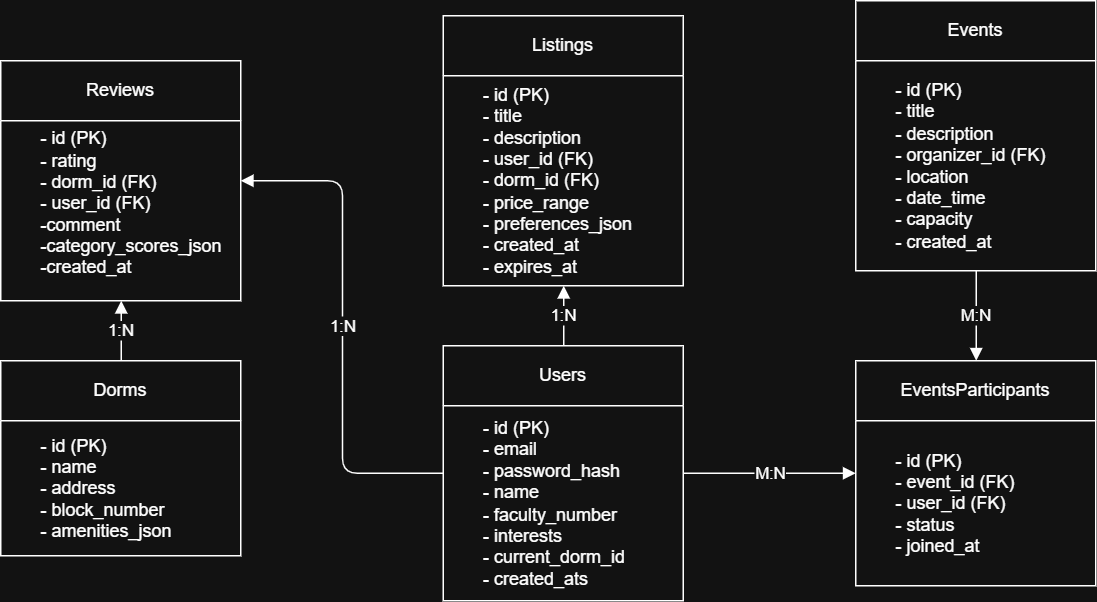 Reviews
- id (PK)
- rating
- dorm_id (FK)
- user_id (FK)
-comment
-category_scores_json
-created_at
1:N
Dorms
- id (PK)
- name
- address
- block_number
- amenities_json
1:N
Listings
- id (PK)
- title
- description
- user_id (FK)
- dorm_id (FK)
- price_range
- preferences_json
- created_at
- expires_at
1:N
Users
- id (PK)
- email
- password_hash
- name
- faculty_number
- interests
- current_dorm_id
- created_ats
M:N
Events
- id (PK)
- title
- description
- organizer_id (FK)
- location
- date_time
- capacity
- created_at
M:N
EventsParticipants
- id (PK)
- event_id (FK)
- user_id (FK)
- status
- joined_at